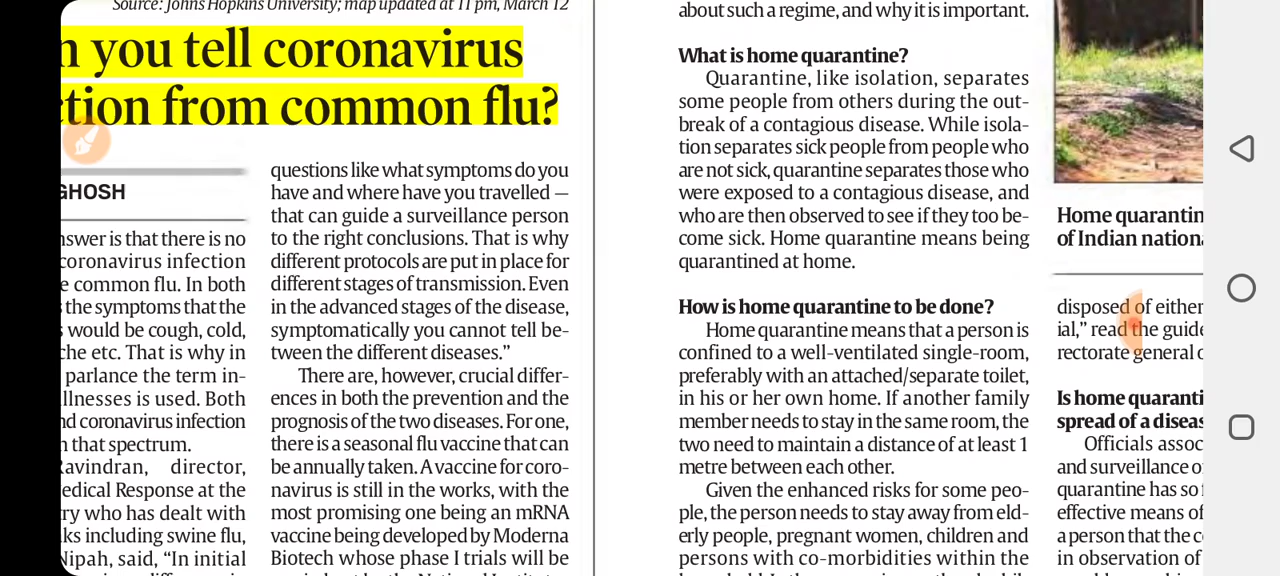 Source: Johns Hopkins University; map updated at 11 pm, March 12
you tell coronavirus
from common flu?
GHOSH
is that there is no
coronavirus infection
common flu. In both
the symptoms that the
would be cough, cold,
etc. That is why in
parlance the term in-
is used. Both
coronavirus infection
that spectrum.
Ravindran, director,
Medical Response at the
who has dealt with
including swine flu,
Nipah, said, “In initial
questions like what symptoms do you
have and where have you travelled —
that can guide a surveillance person
to the right conclusions. That is why
different protocols are put in place for
different stages of transmission. Even
in the advanced stages of the disease,
symptomatically you cannot tell be-
tween the different diseases.”
There are, however, crucial differ-
ences in both the prevention and the
prognosis of the two diseases. For one,
there is a seasonal flu vaccine that can
be annually taken. A vaccine for coro-
navirus is still in the works, with the
most promising one being an mRNA
vaccine being developed by Moderna
Biotech whose phase I trials will be
about such a regime, and why it is important.
What is home quarantine?
Quarantine, like isolation, separates
some people from others during the out-
break of a contagious disease. While isola-
tion separates sick people from people who
are not sick, quarantine separates those who
were exposed to a contagious disease, and
who are then observed to see if they too be-
come sick. Home quarantine means being
quarantined at home.
How is home quarantine to be done?
Home quarantine means that a person is
confined to a well-ventilated single-room,
preferably with an attached/separate toilet,
in his or her own home. If another family
member needs to stay in the same room, the
two need to maintain a distance of at least 1
metre between each other.
Given the enhanced risks for some peo-
ple, the person needs to stay away from eld-
erly people, pregnant women, children and
persons with co-morbidities within the
Home quarantin
of Indian nation
disposed of either
ial,” read the guide
rectorate general o
Is home quaranti
spread of a diseas
Officials assoc
and surveillance o
quarantine has so f
effective means of
a person that the c
in observation of